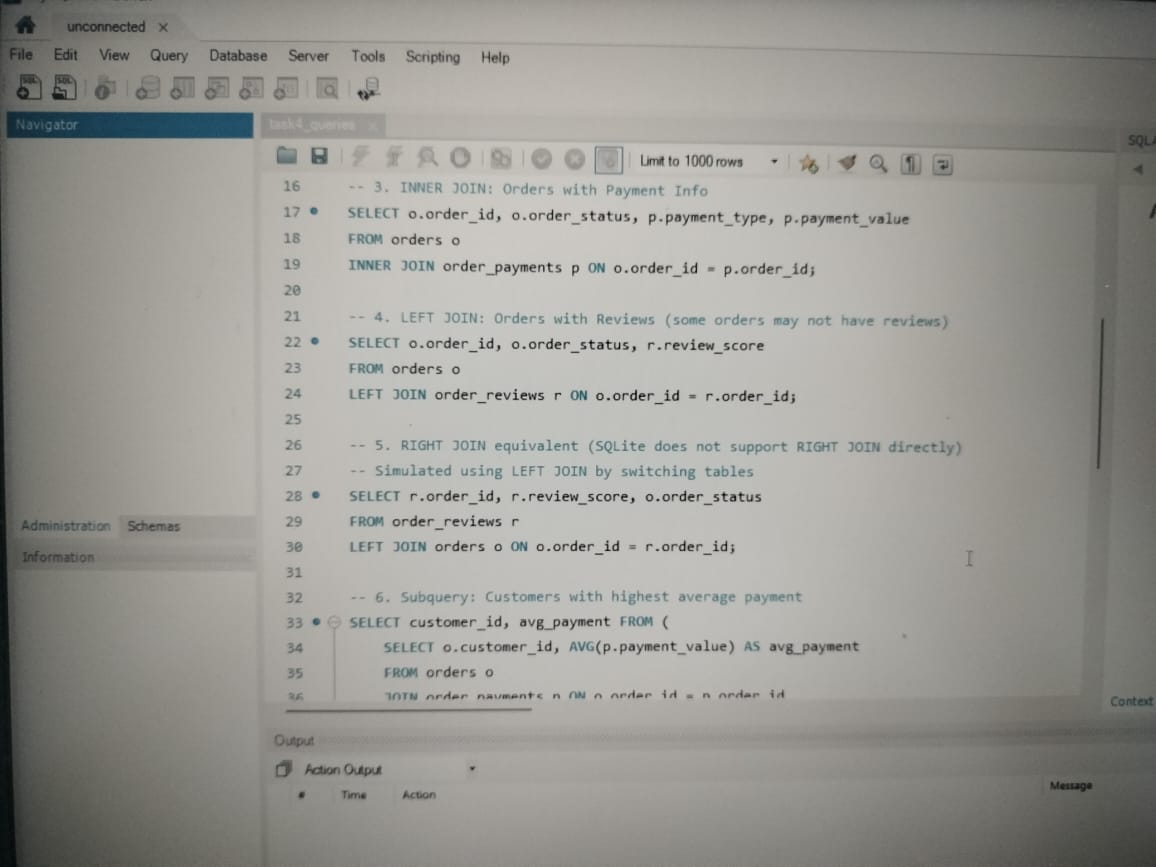 unconnected ×
File Edit View Query Database Server Tools Scripting Help
Navigator
task4_queries ×
SQLA
Limit to 1000 rows
16 -- 3. INNER JOIN: Orders with Payment Info
17 SELECT o.order_id, o.order_status, p.payment_type, p.payment_value
18 FROM orders o
19 INNER JOIN order_payments p ON o.order_id = p.order_id;
20
21 -- 4. LEFT JOIN: Orders with Reviews (some orders may not have reviews)
22 SELECT o.order_id, o.order_status, r.review_score
23 FROM orders o
24 LEFT JOIN order_reviews r ON o.order_id = r.order_id;
25
26 -- 5. RIGHT JOIN equivalent (SQLite does not support RIGHT JOIN directly)
27 -- Simulated using LEFT JOIN by switching tables
28 SELECT r.order_id, r.review_score, o.order_status
29 FROM order_reviews r
30 LEFT JOIN orders o ON o.order_id = r.order_id;
31
32 -- 6. Subquery: Customers with highest average payment
33 SELECT customer_id, avg_payment FROM (
34 SELECT o.customer_id, AVG(p.payment_value) AS avg_payment
35 FROM orders o
36 JOIN order_payments p ON o.order_id = p.order_id
Administration Schemas
Information
Context
Output
Action Output
# Time Action Message